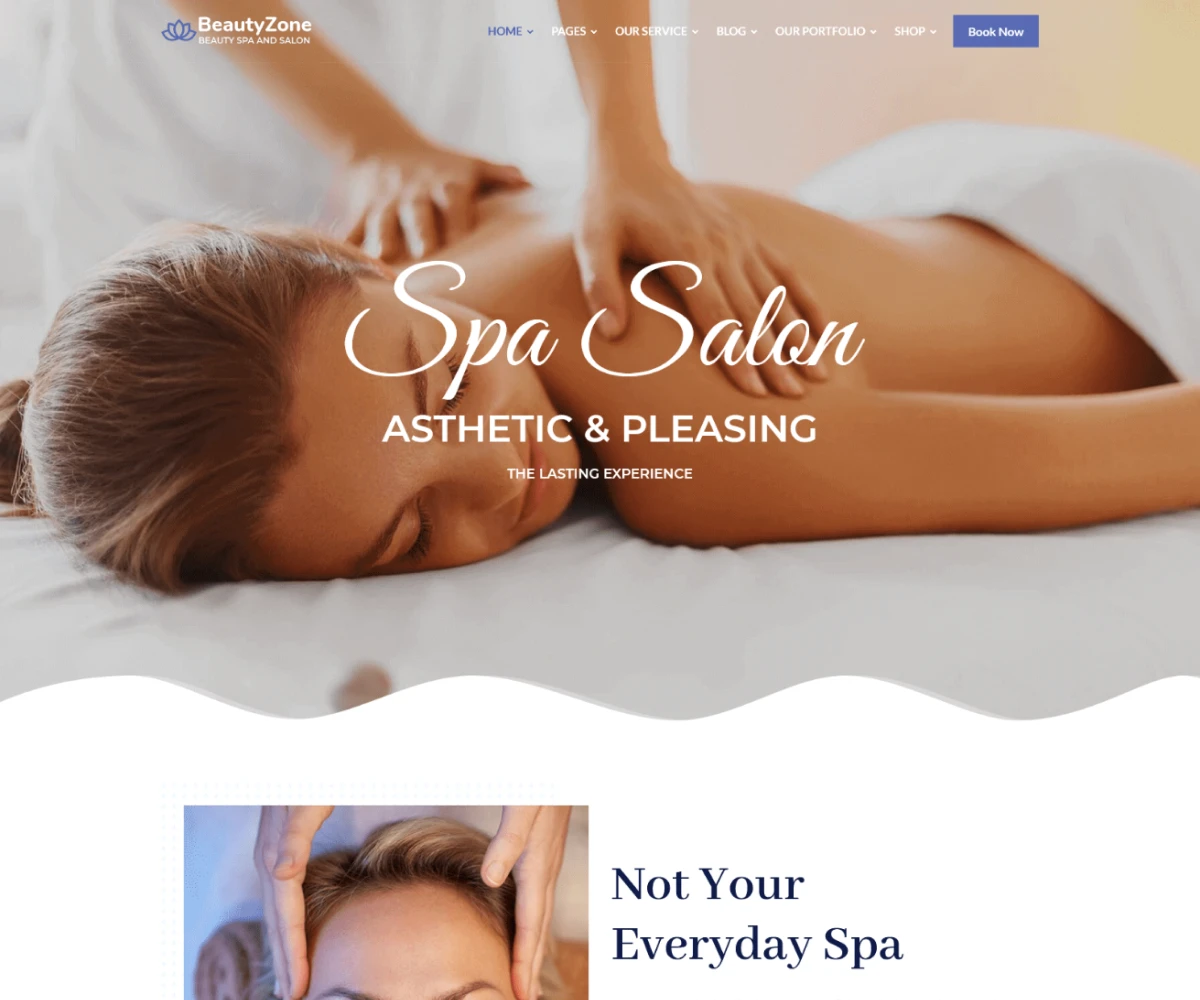 BeautyZone
BEAUTY SPA AND SALON
HOME PAGES OUR SERVICE BLOG OUR PORTFOLIO SHOP Book Now
Spa Salon
ASTHETIC & PLEASING
THE LASTING EXPERIENCE
Not Your
Everyday Spa